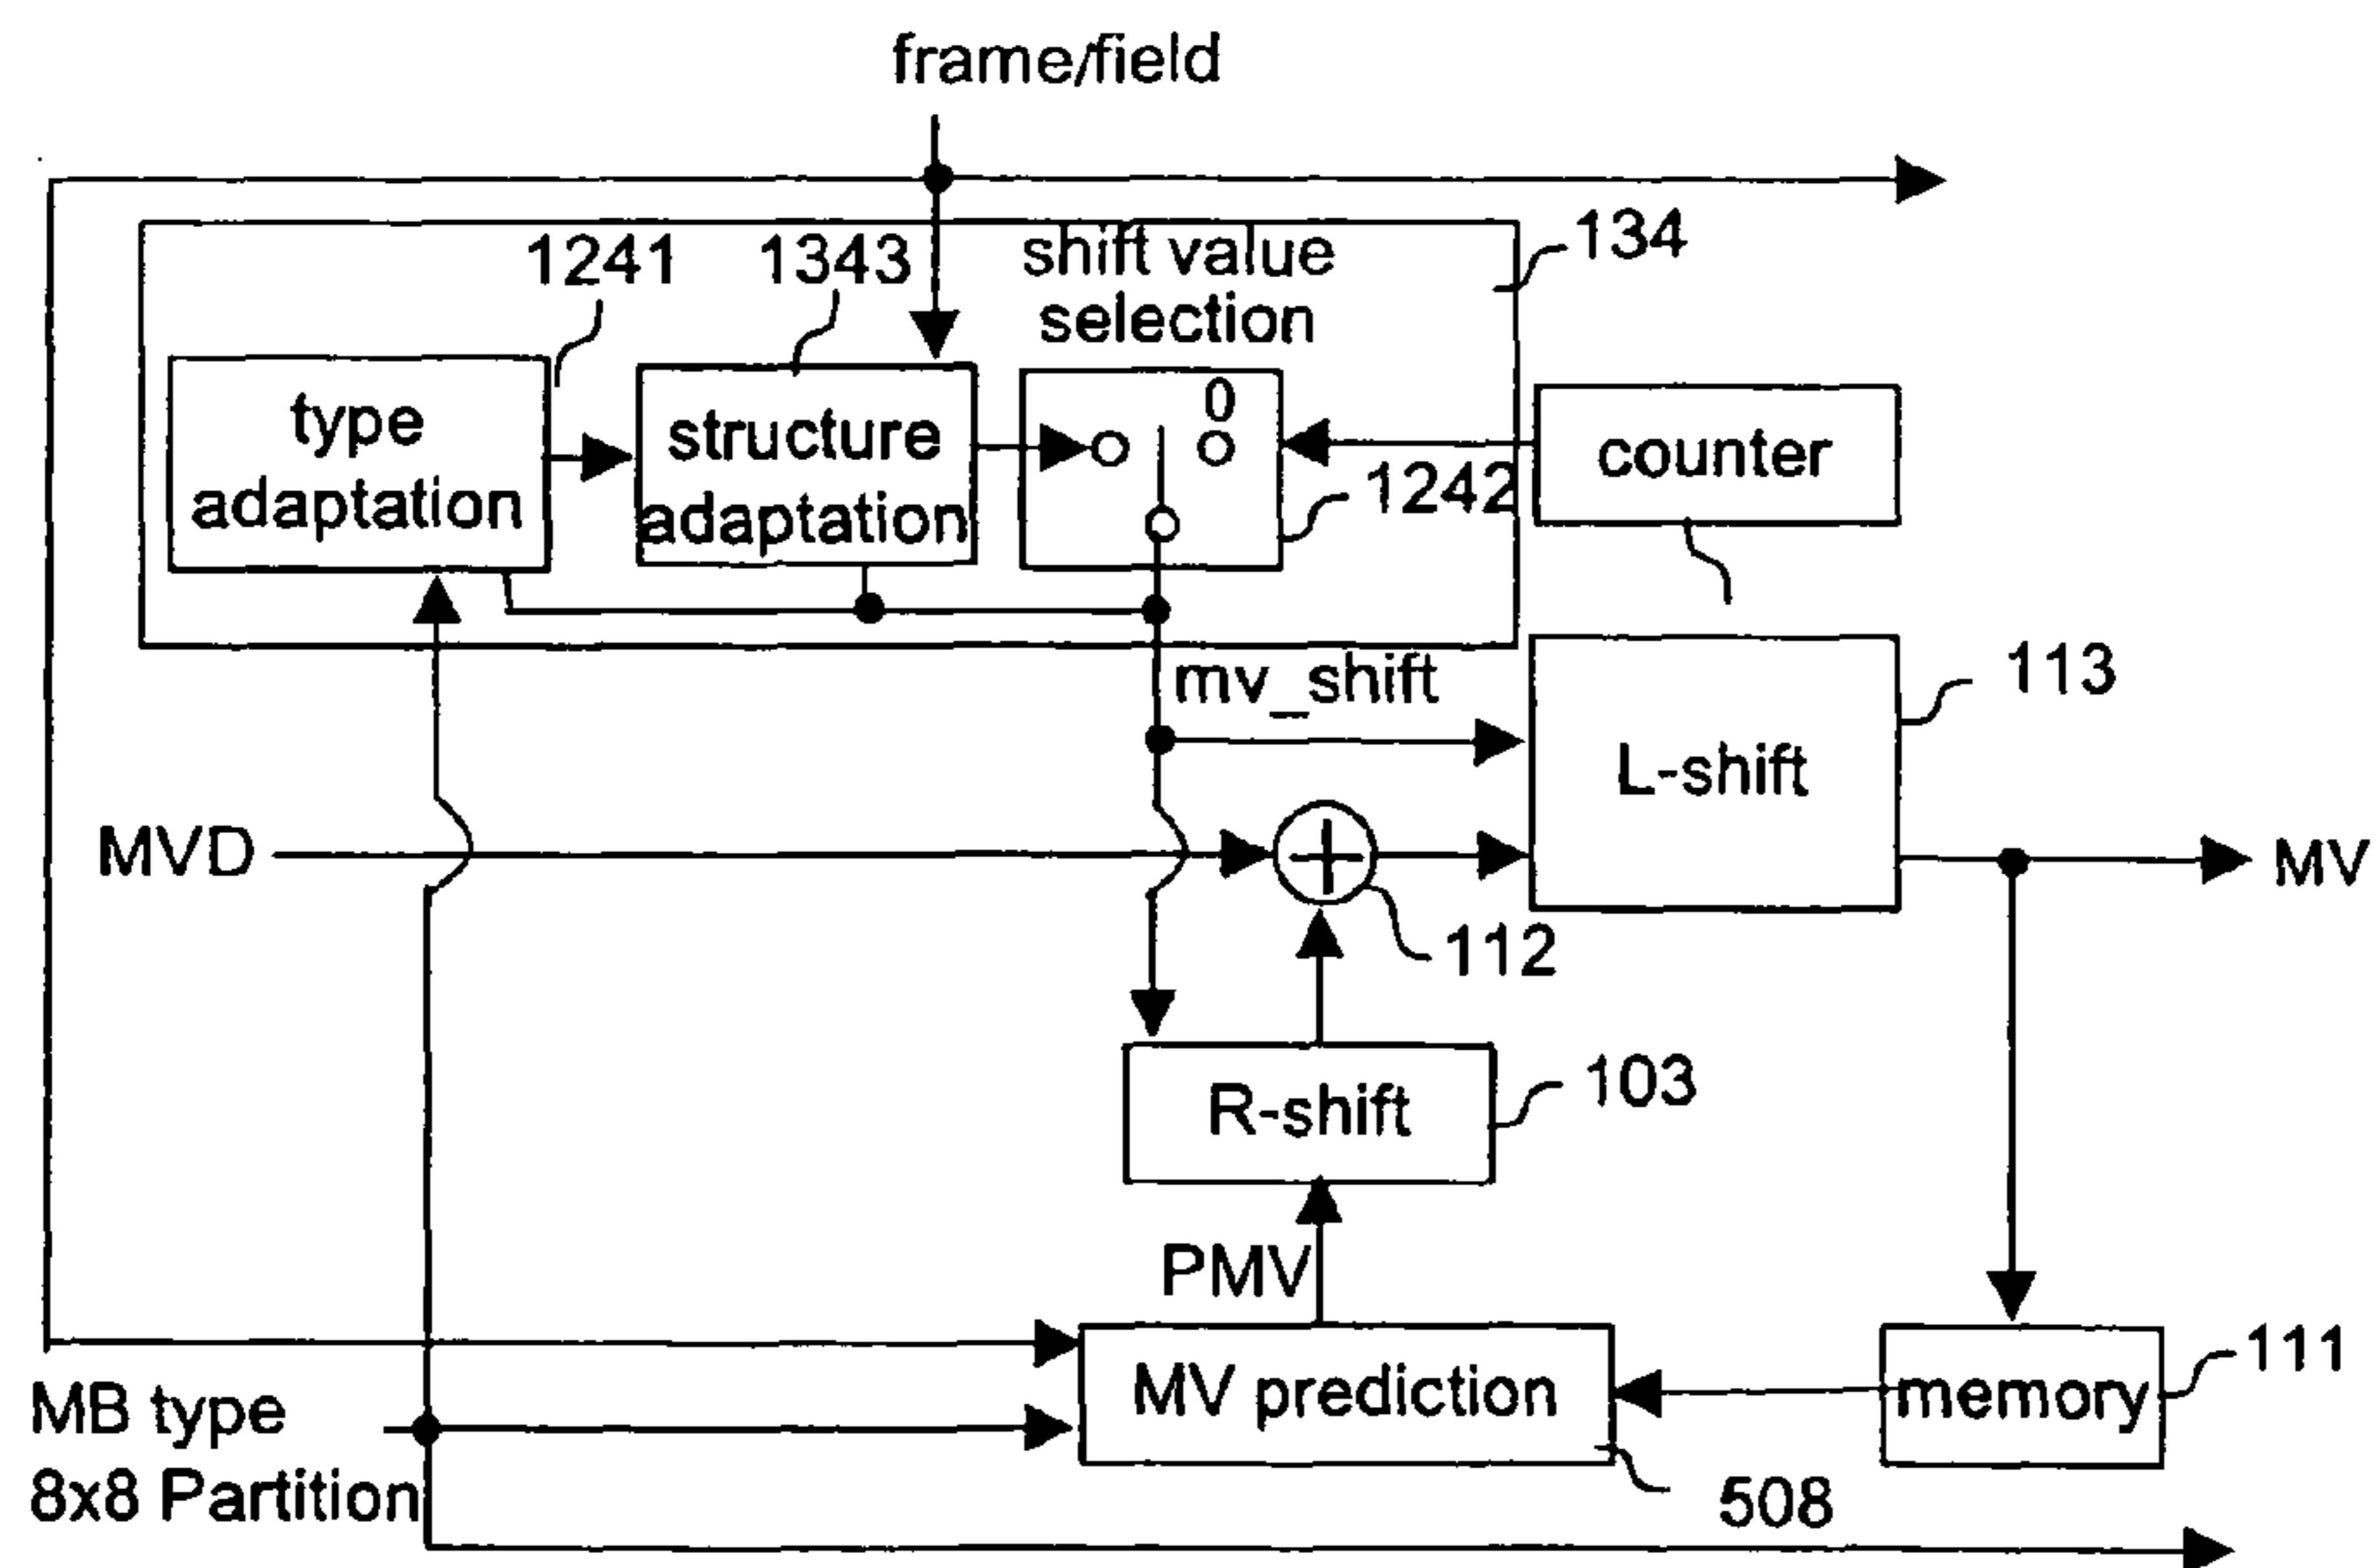 frame/field
1241
1343
shift value
selection
134
type
adaptation
structure
adaptation
0
1242
counter
mv_shift
113
L-shift
MVD
MV
112
R-shift
103
PMV
MV prediction
memory
111
MB type
8x8 Partition
508